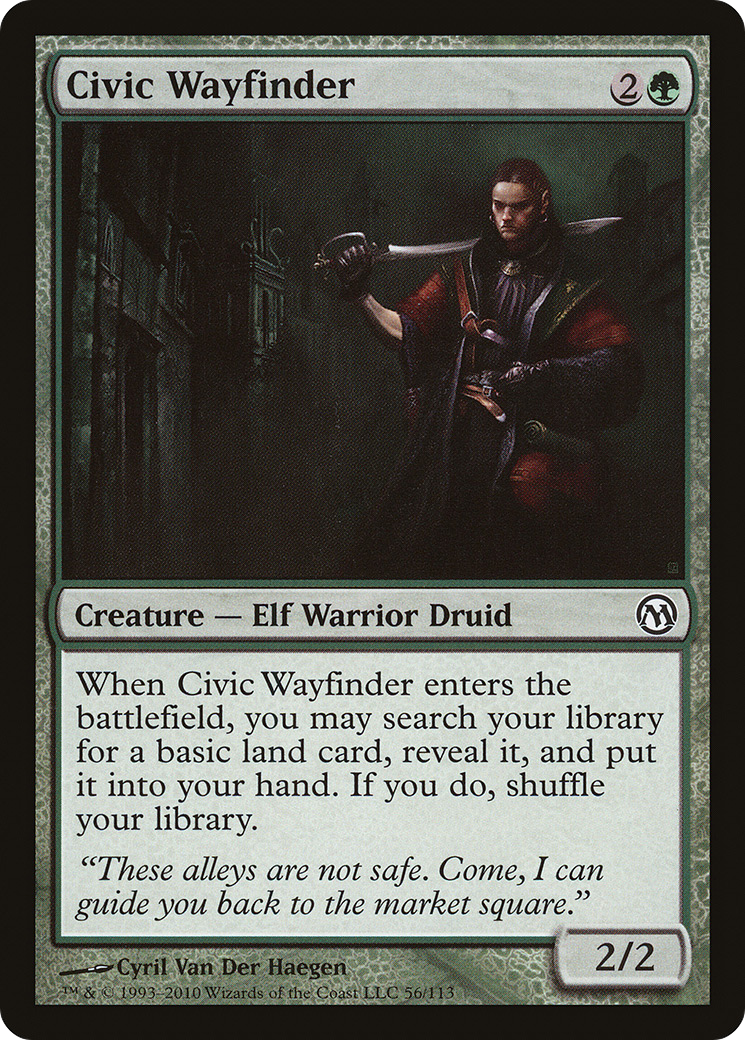 Civic Wayfinder 2
Creature — Elf Warrior Druid
When Civic Wayfinder enters the
battlefield, you may search your library
for a basic land card, reveal it, and put
it into your hand. If you do, shuffle
your library.
“These alleys are not safe. Come, I can
guide you back to the market square.”
2/2
Cyril Van Der Haegen
™ & © 1993–2010 Wizards of the Coast LLC 56/113